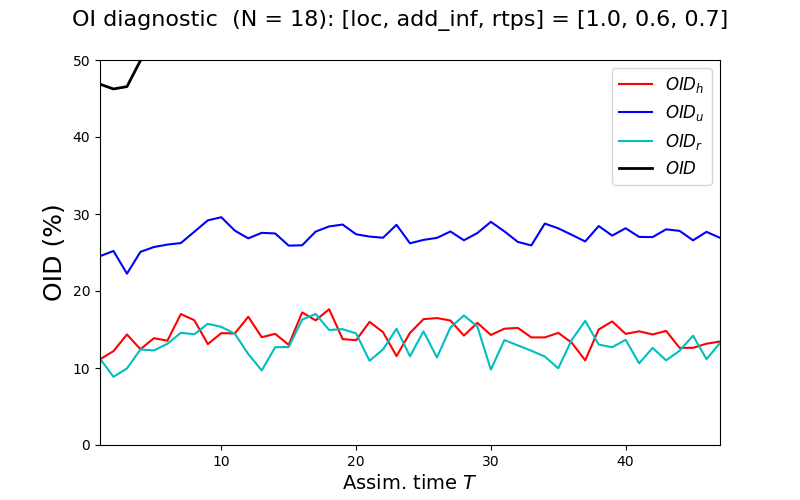 OI diagnostic (N = 18): [loc, add_inf, rtps] = [1.0, 0.6, 0.7]
OID (%)
50
40
30
20
10
0
OID_h
OID_u
OID_r
OID
10 20 30 40
Assim. time T